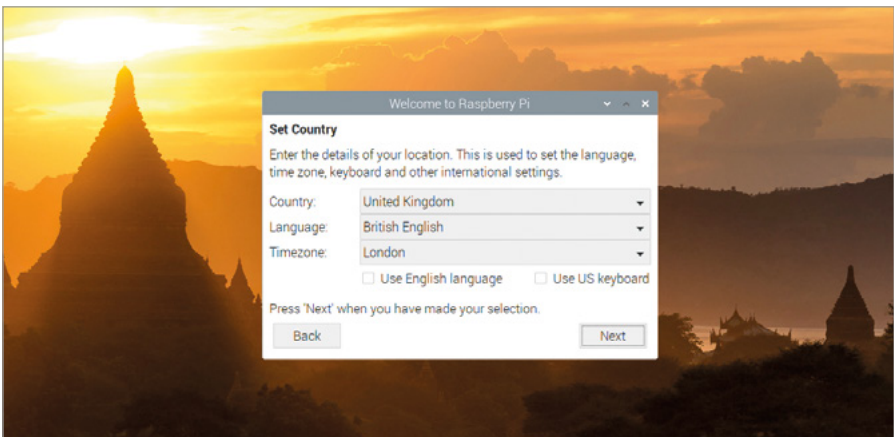 Welcome to Raspberry Pi
Set Country
Enter the details of your location. This is used to set the language,
time zone, keyboard and other international settings.
Country: United Kingdom
Language: British English
Timezone: London
Use English language Use US keyboard
Press 'Next' when you have made your selection.
Back Next